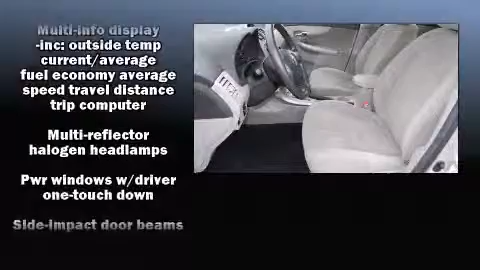 Multi-info display
-inc: outside temp
current/average
fuel economy average
speed travel distance
trip computer
Multi-reflector
halogen headlamps
Pwr windows w/driver
one-touch down
Side-impact door beams